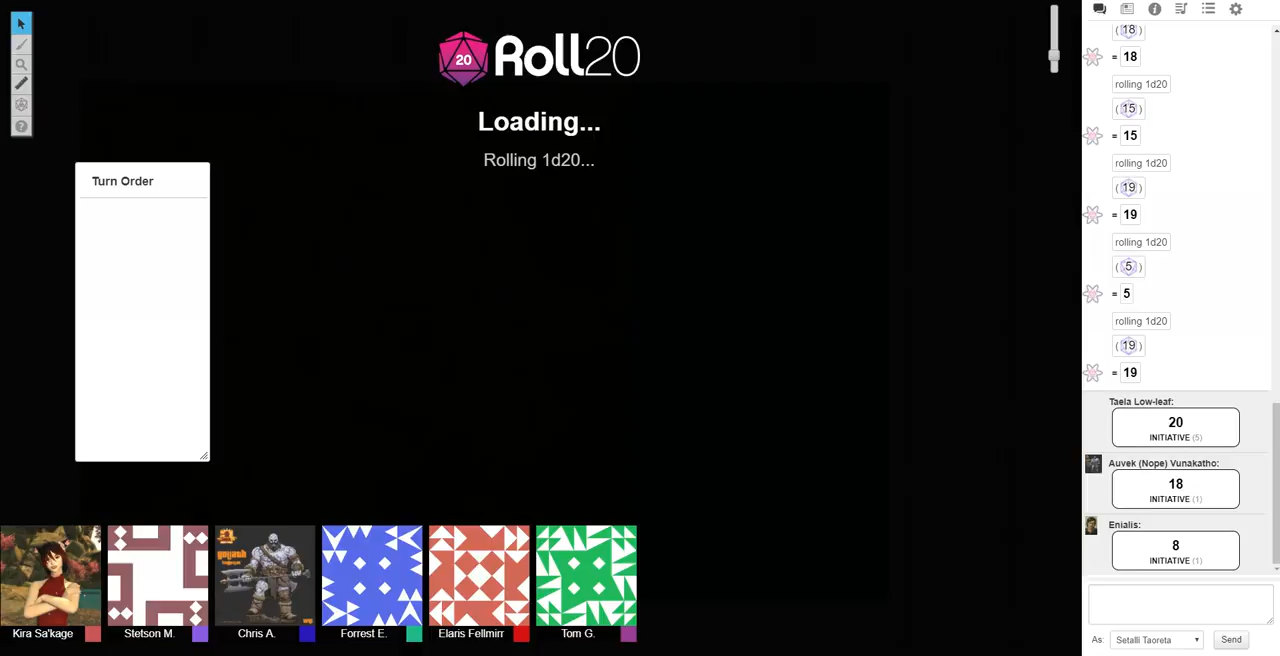 20 Roll20
Loading...
Rolling 1d20...
Turn Order
(18)
= 18
rolling 1d20
(15)
= 15
rolling 1d20
(19)
= 19
rolling 1d20
(5)
= 5
rolling 1d20
(19)
= 19
Taela Low-leaf:
20
INITIATIVE (5)
Auvek (Nope) Vunakatho:
18
INITIATIVE (1)
Enialis:
8
INITIATIVE (1)
goliath
Kira Sa'kage
Stetson M.
Chris A.
Forrest E.
Elaris Fellmirr
Tom G.
As:
Setalli Taoreta
Send